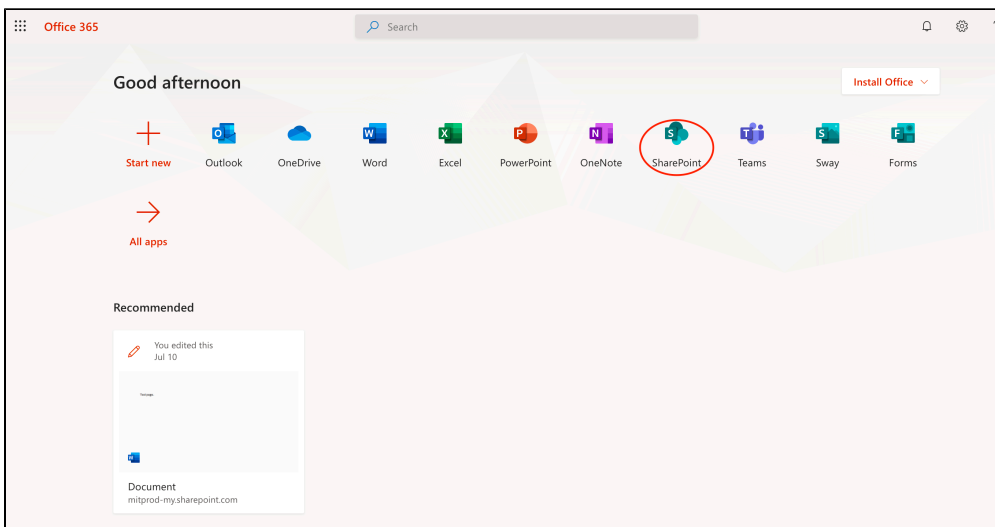 Office 365
Search
Good afternoon
Install Office
Start new
Outlook
OneDrive
Word
Excel
PowerPoint
OneNote
SharePoint
Teams
Sway
Forms
All apps
Recommended
You edited this
Jul 10
Document
mitprod-my.sharepoint.com